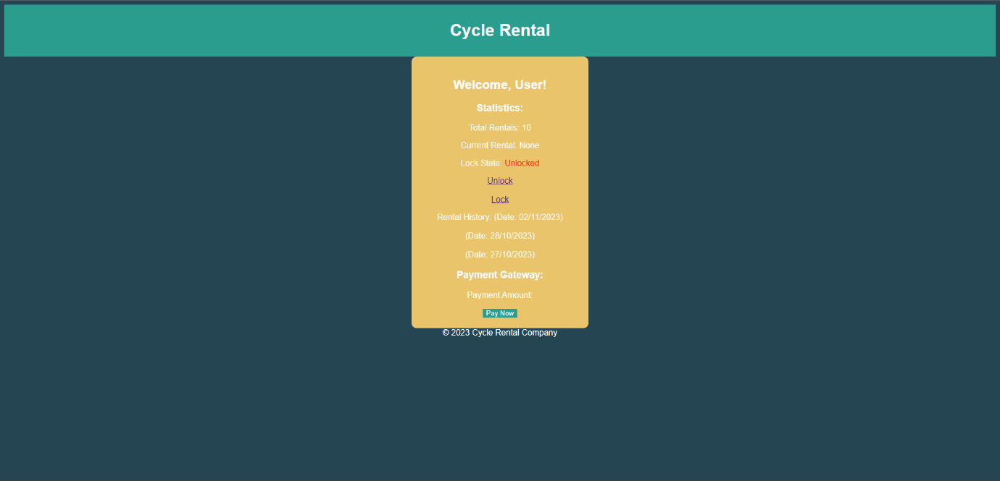 Cycle Rental
Welcome, User!
Statistics:
Total Rentals: 10
Current Rental: None
Lock State: Unlocked
Unlock
Lock
Rental History: (Date: 02/11/2023)
(Date: 28/10/2023)
(Date: 27/10/2023)
Payment Gateway:
Payment Amount:
Pay Now
© 2023 Cycle Rental Company